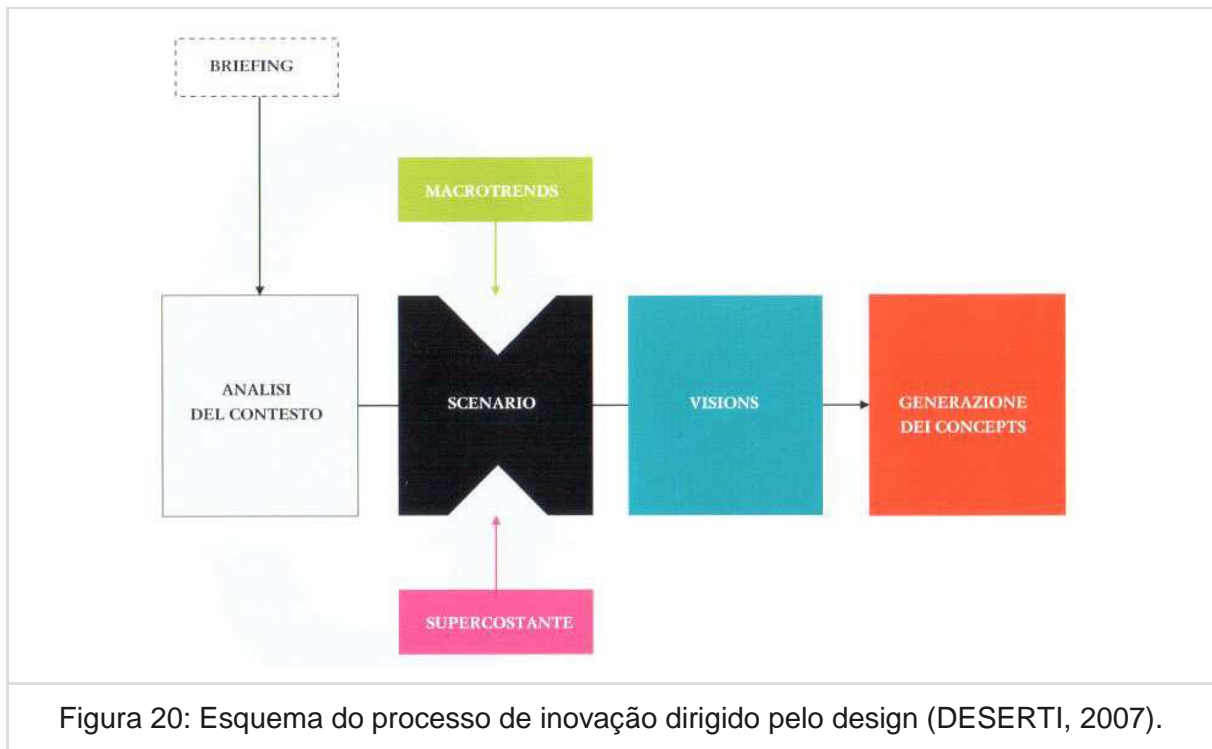 BRIEFING
MACROTRENDS
ANALISI
DEL CONTESTO
SCENARIO
VISIONS
GENERAZIONE
DEI CONCEPTS
SUPERCOSTANTE
Figura 20: Esquema do processo de inovação dirigido pelo design (DESERTI, 2007).